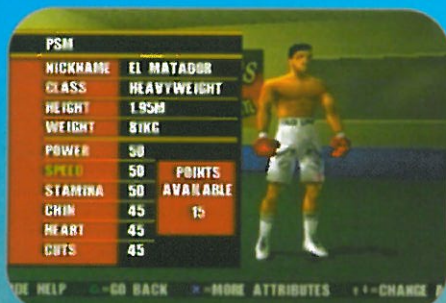 PSM
NICKNAME EL MATADOR
CLASS HEAVYWEIGHT
HEIGHT 1.95M
WEIGHT 81KG
POWER 50
SPEED 50
STAMINA 50
CHIN 45
HEART 45
CUTS 45
POINTS
AVAILABLE
15
DE HELP =GO BACK =MORE ATTRIBUTES =CHANGE A